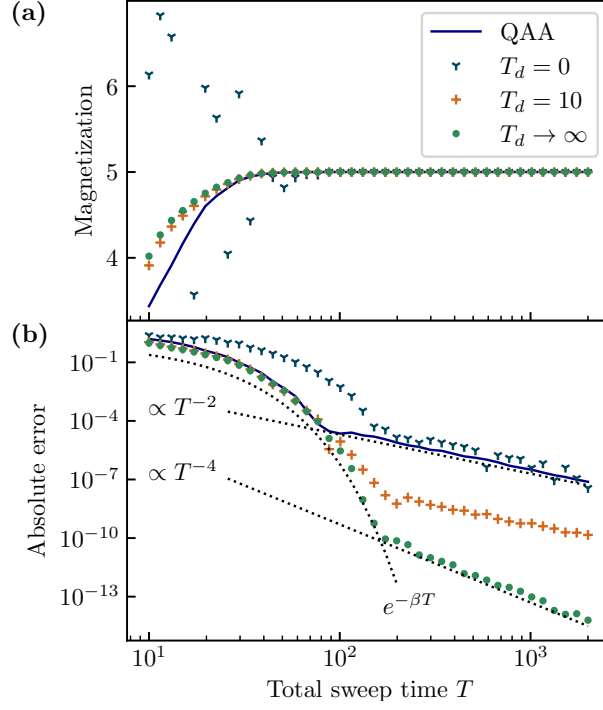 (a)
QAA
T_d = 0
T_d = 10
T_d → ∞
Magnetization
6
5
4
(b)
10^{-1}
10^{-4}
10^{-7}
10^{-10}
10^{-13}
Absolute error
∝ T^{-2}
∝ T^{-4}
e^{-βT}
10^1
10^2
10^3
Total sweep time T